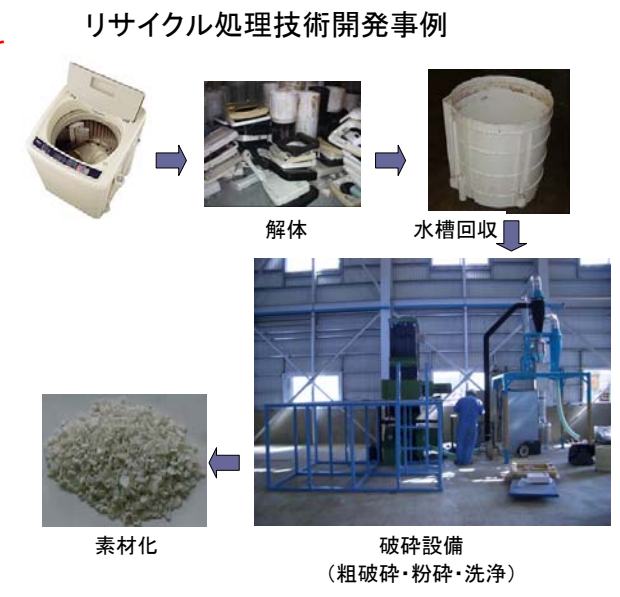 リサイクル処理技術開発事例
解体
水槽回収
素材化
破砕設備
（粗破砕・粉砕・洗浄）